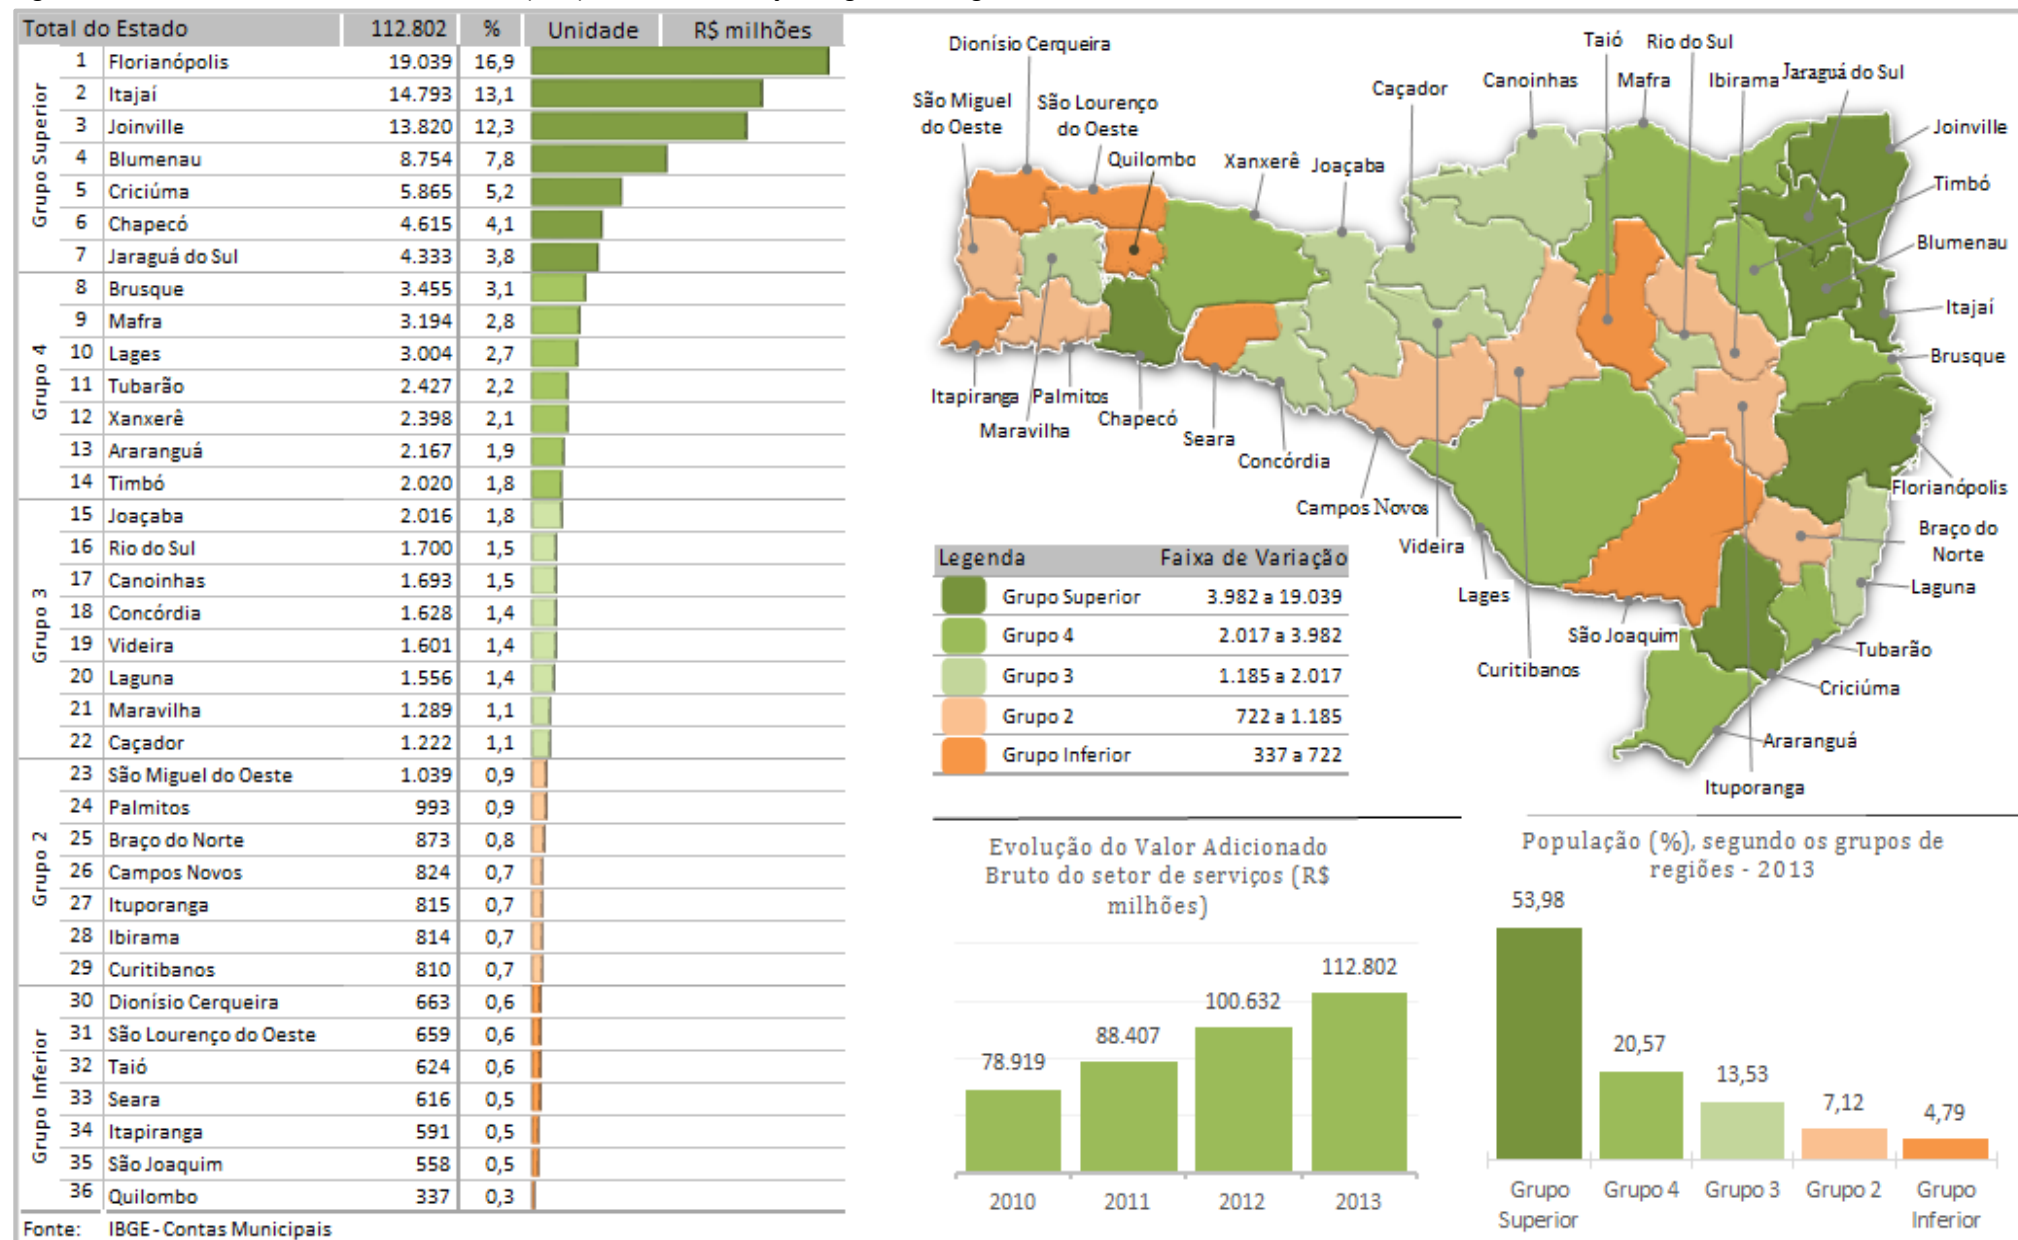 Total do Estado 112.802 % Unidade R$ milhões
Grupo Superior
1 Florianópolis 19.039 16,9
2 Itajaí 14.793 13,1
3 Joinville 13.820 12,3
4 Blumenau 8.754 7,8
5 Criciúma 5.865 5,2
6 Chapecó 4.615 4,1
7 Jaraguá do Sul 4.333 3,8
Grupo 4
8 Brusque 3.455 3,1
9 Mafra 3.194 2,8
10 Lages 3.004 2,7
11 Tubarão 2.427 2,2
12 Xanxerê 2.398 2,1
13 Araranguá 2.167 1,9
14 Timbó 2.020 1,8
Grupo 3
15 Joaçaba 2.016 1,8
16 Rio do Sul 1.700 1,5
17 Canoinhas 1.693 1,5
18 Concórdia 1.628 1,4
19 Videira 1.601 1,4
20 Laguna 1.556 1,4
21 Maravilha 1.289 1,1
22 Caçador 1.222 1,1
Grupo 2
23 São Miguel do Oeste 1.039 0,9
24 Palmitos 993 0,9
25 Braço do Norte 873 0,8
26 Campos Novos 824 0,7
27 Ituporanga 815 0,7
28 Ibirama 814 0,7
29 Curitibanos 810 0,7
Grupo Inferior
30 Dionísio Cerqueira 663 0,6
31 São Lourenço do Oeste 659 0,6
32 Taió 624 0,6
33 Seara 616 0,5
34 Itapiranga 591 0,5
35 São Joaquim 558 0,5
36 Quilombo 337 0,3
Fonte: IBGE - Contas Municipais
Dionísio Cerqueira
Taió
Rio do Sul
São Miguel
do Oeste
São Lourenço
do Oeste
Quilombo
Xanxerê
Joaçaba
Caçador
Canoinhas
Mafra
Ibirama
Jaraguá do Sul
Joinville
Timbó
Blumenau
Itajaí
Brusque
Itapiranga
Palmitos
Maravilha
Chapecó
Seara
Concórdia
Campos Novos
Videira
Lages
Florianópolis
Braço do
Norte
Laguna
São Joaquim
Curitibanos
Tubarão
Criciúma
Araranguá
Ituporanga
Legenda Faixa de Variação
Grupo Superior 3.982 a 19.039
Grupo 4 2.017 a 3.982
Grupo 3 1.185 a 2.017
Grupo 2 722 a 1.185
Grupo Inferior 337 a 722
Evolução do Valor Adicionado
Bruto do setor de serviços (R$
milhões)
78.919
88.407
100.632
112.802
2010 2011 2012 2013
População (%), segundo os grupos de
regiões - 2013
53,98
20,57
13,53
7,12
4,79
Grupo
Superior
Grupo 4
Grupo 3
Grupo 2
Grupo
Inferior